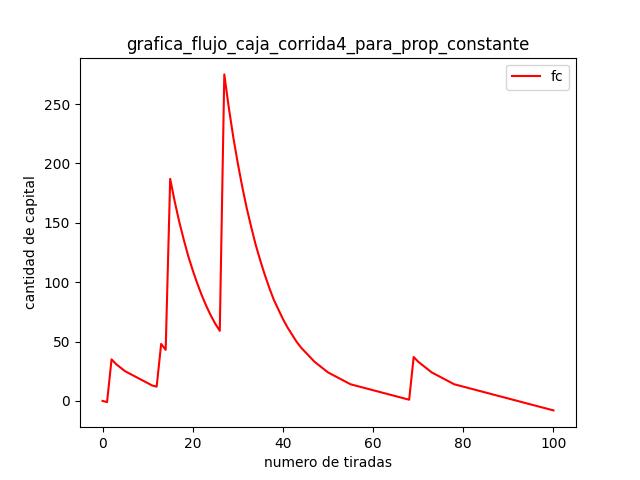 grafica_flujo_caja_corrida4_para_prop_constante
fc
250
200
150
100
50
0
cantidad de capital
0 20 40 60 80 100
numero de tiradas